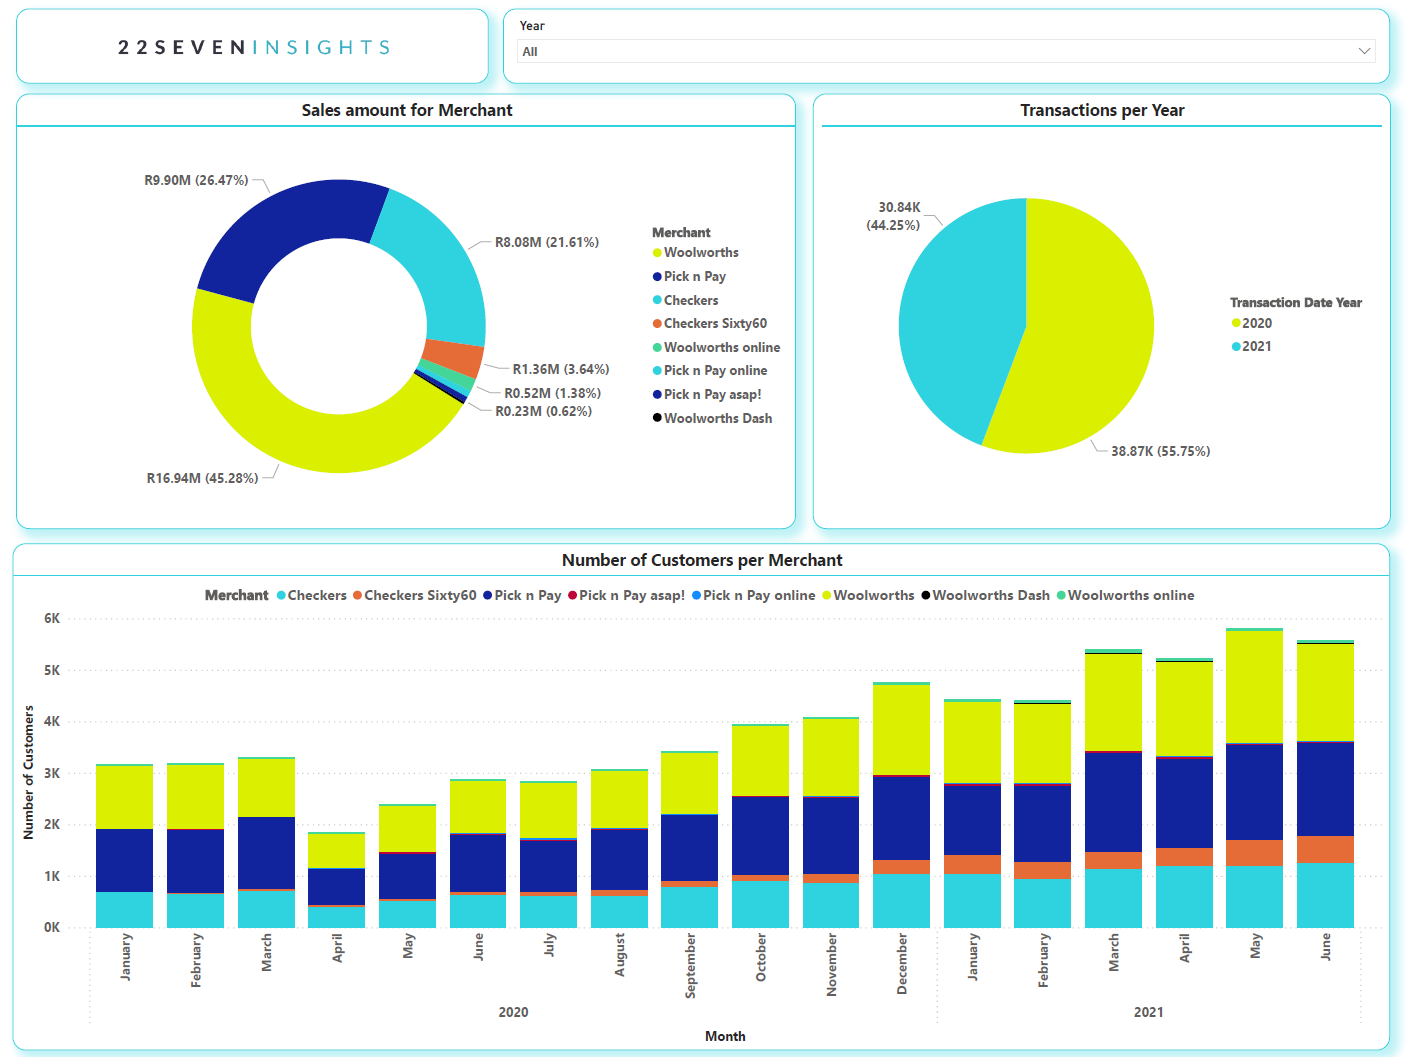 22SEVENINSIGHTS
Year
All
Sales amount for Merchant
R9.90M (26.47%)
R8.08M (21.61%)
R1.36M (3.64%)
R0.52M (1.38%)
R0.23M (0.62%)
R16.94M (45.28%)
Merchant
Woolworths
Pick n Pay
Checkers
Checkers Sixty60
Woolworths online
Pick n Pay online
Pick n Pay asap!
Woolworths Dash
Transactions per Year
30.84K
(44.25%)
38.87K (55.75%)
Transaction Date Year
2020
2021
Number of Customers per Merchant
Merchant Checkers Checkers Sixty60 Pick n Pay Pick n Pay asap! Pick n Pay online Woolworths Woolworths Dash Woolworths online
Number of Customers
6K
5K
4K
3K
2K
1K
0K
January
February
March
April
May
June
July
August
September
October
November
December
January
February
March
April
May
June
2020
2021
Month